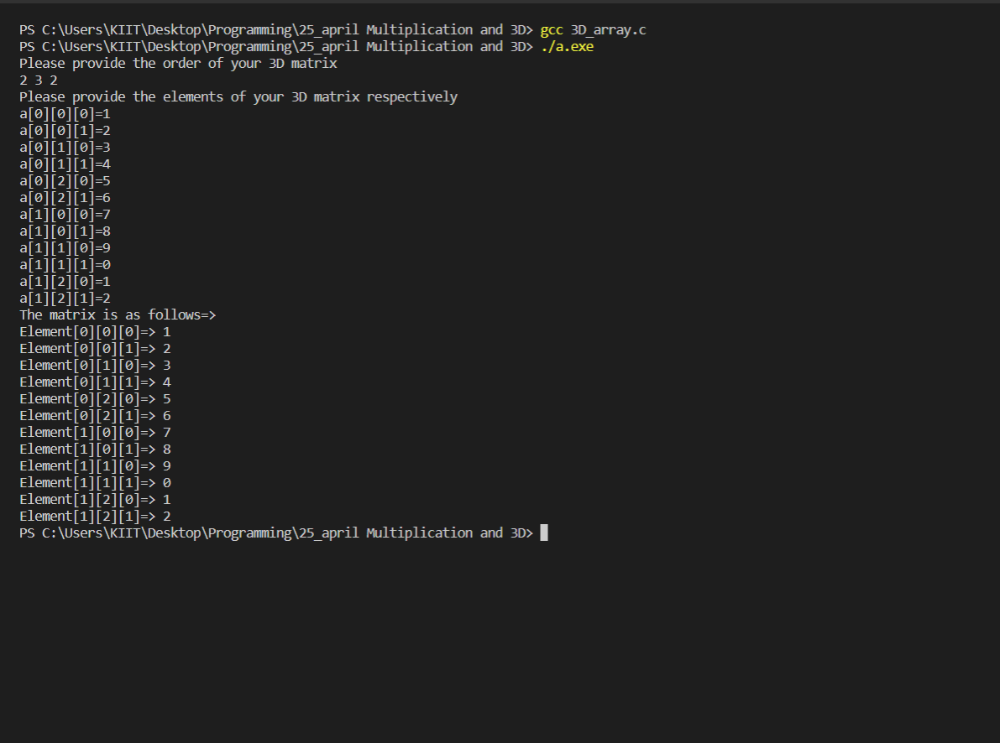 PS C:\Users\KIIT\Desktop\Programming\25_april Multiplication and 3D> gcc 3D_array.c
PS C:\Users\KIIT\Desktop\Programming\25_april Multiplication and 3D> ./a.exe
Please provide the order of your 3D matrix
2 3 2
Please provide the elements of your 3D matrix respectively
a[0][0][0]=1
a[0][0][1]=2
a[0][1][0]=3
a[0][1][1]=4
a[0][2][0]=5
a[0][2][1]=6
a[1][0][0]=7
a[1][0][1]=8
a[1][1][0]=9
a[1][1][1]=0
a[1][2][0]=1
a[1][2][1]=2
The matrix is as follows=>
Element[0][0][0]=> 1
Element[0][0][1]=> 2
Element[0][1][0]=> 3
Element[0][1][1]=> 4
Element[0][2][0]=> 5
Element[0][2][1]=> 6
Element[1][0][0]=> 7
Element[1][0][1]=> 8
Element[1][1][0]=> 9
Element[1][1][1]=> 0
Element[1][2][0]=> 1
Element[1][2][1]=> 2
PS C:\Users\KIIT\Desktop\Programming\25_april Multiplication and 3D>